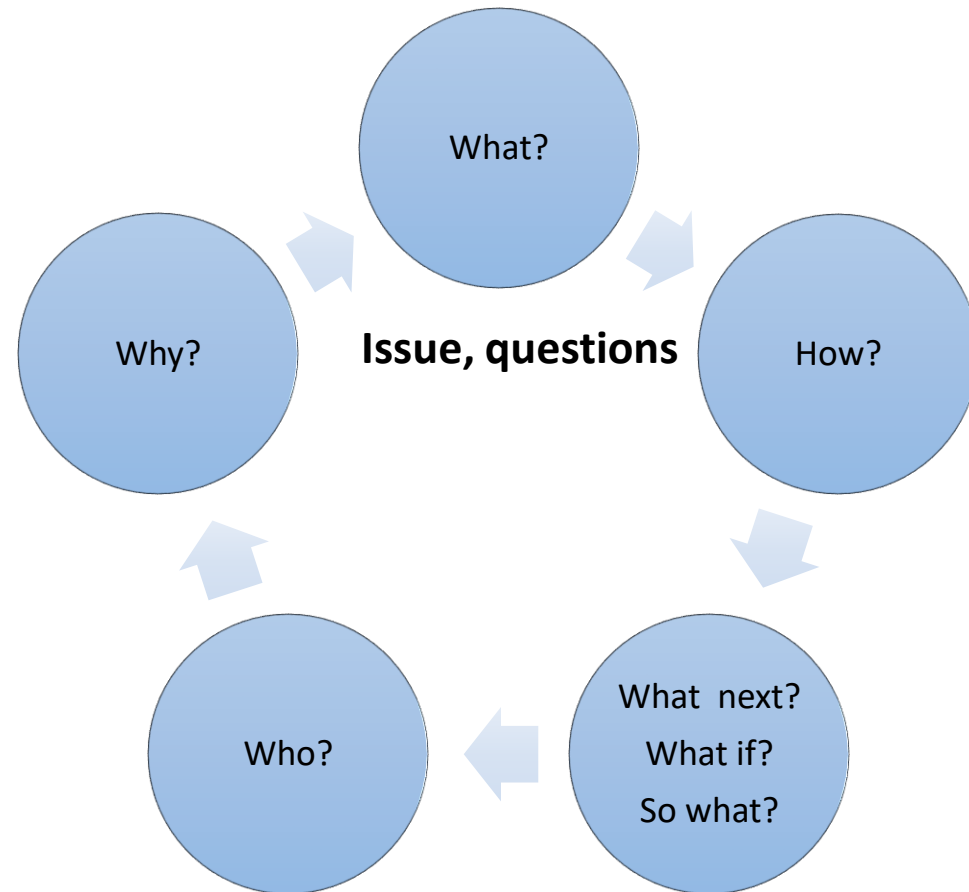 What?
Why?
Issue, questions
How?
What  next?
What if?
So what?
Who?